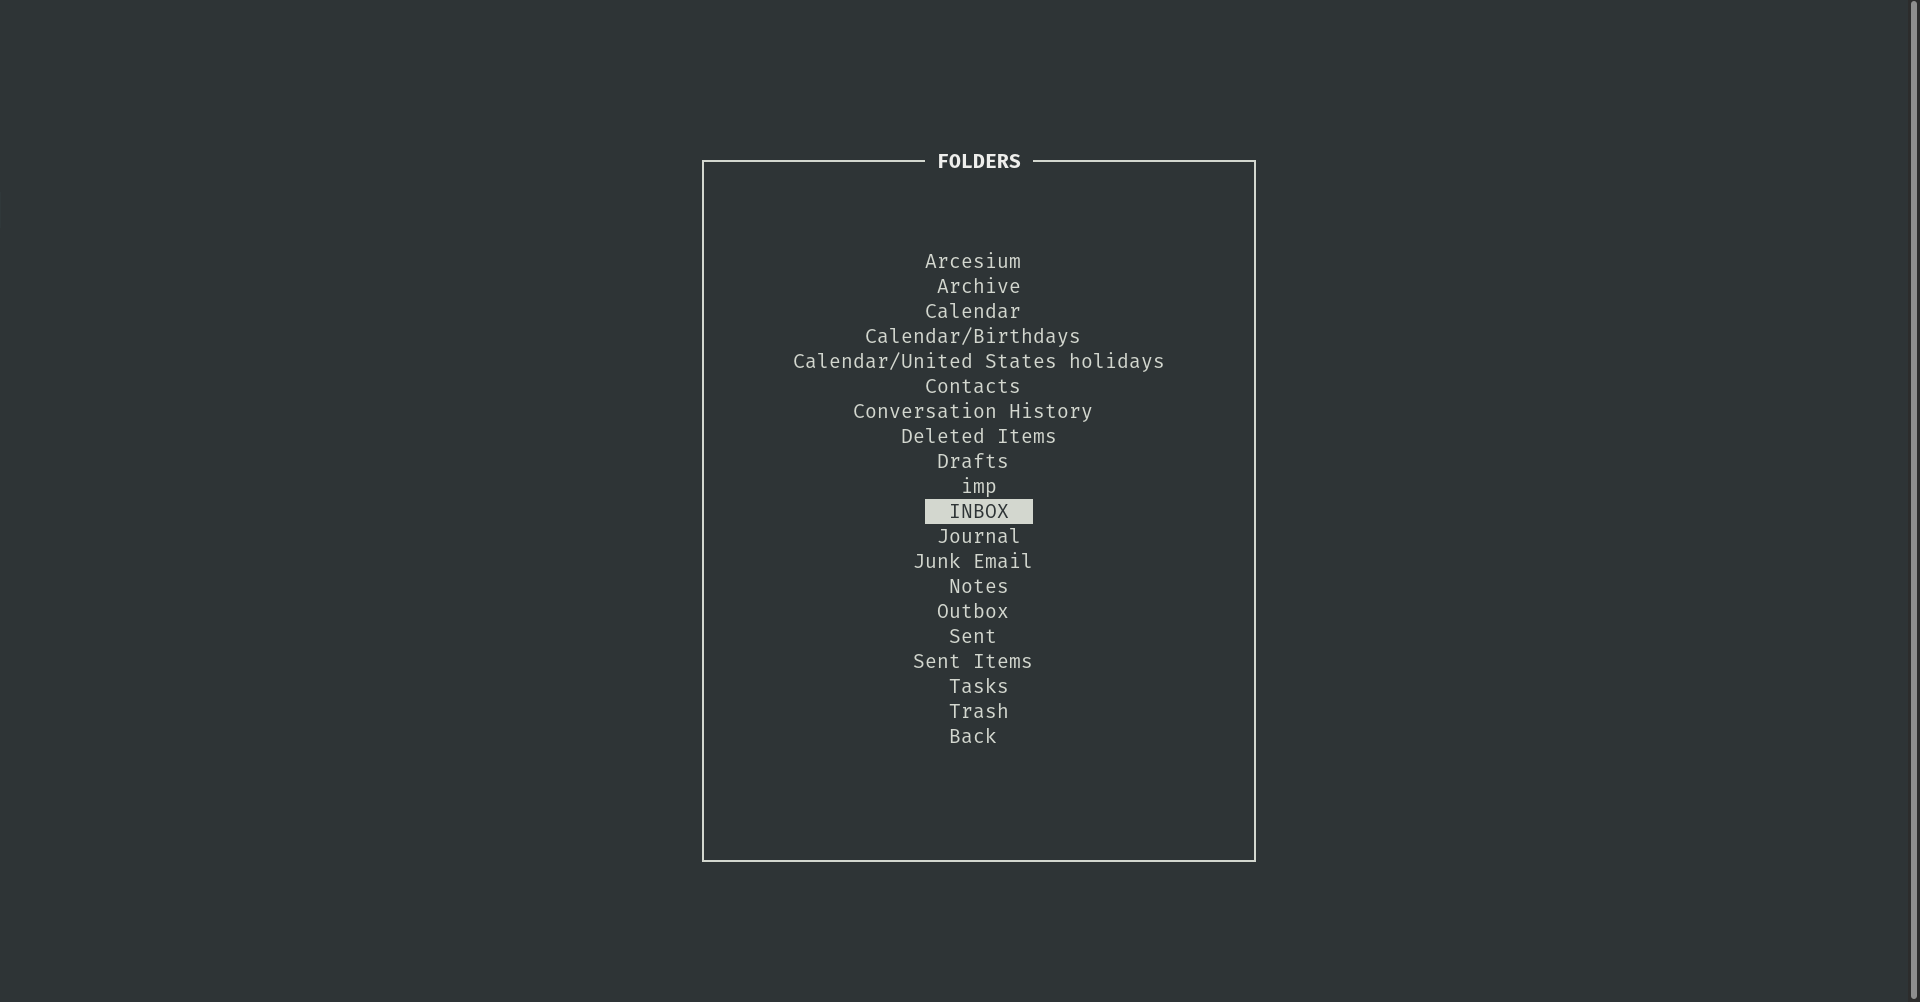 FOLDERS
Arcesium
Archive
Calendar
Calendar/Birthdays
Calendar/United States holidays
Contacts
Conversation History
Deleted Items
Drafts
imp
INBOX
Journal
Junk Email
Notes
Outbox
Sent
Sent Items
Tasks
Trash
Back